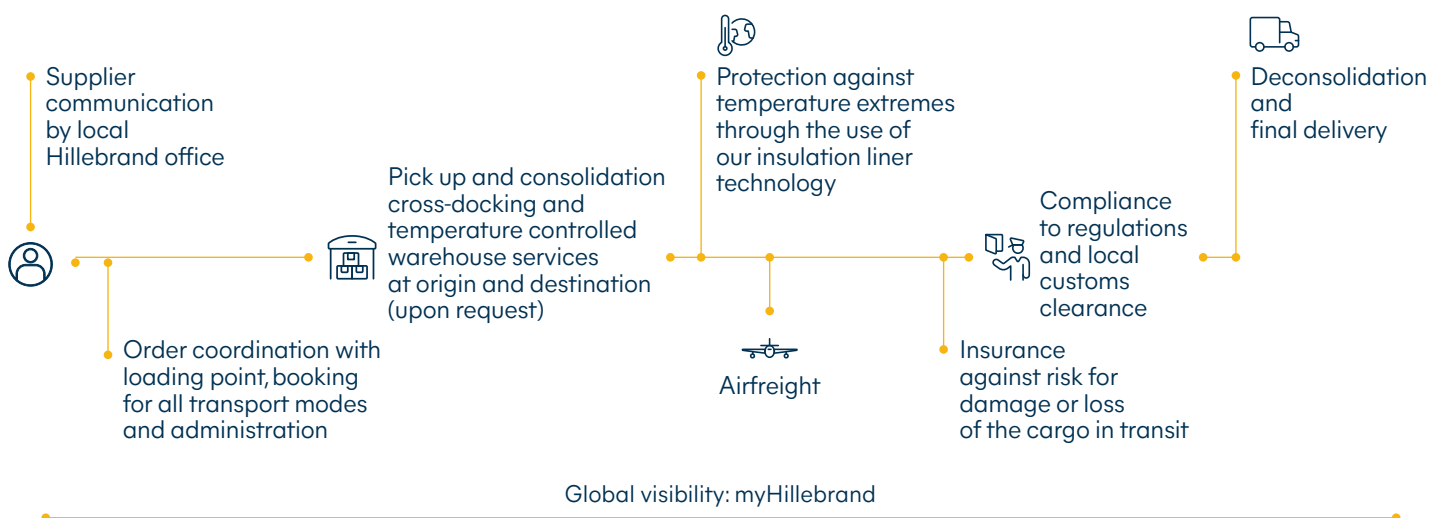 Supplier
communication
by local
Hillebrand office
Order coordination with
loading point, booking
for all transport modes
and administration
Pick up and consolidation
cross-docking and
temperature controlled
warehouse services
at origin and destination
(upon request)
Protection against
temperature extremes
through the use of
our insulation liner
technology
Airfreight
Insurance
against risk for
damage or loss
of the cargo in transit
Compliance
to regulations
and local
customs
clearance
Deconsolidation
and
final delivery
Global visibility: myHillebrand